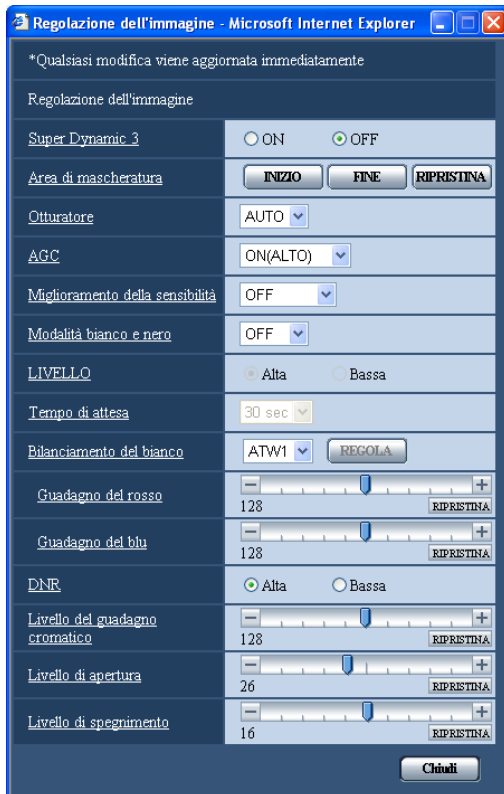 Regolazione dell'immagine - Microsoft Internet Explorer
*Qualsiasi modifica viene aggiornata immediatamente
Regolazione dell'immagine
Super Dynamic 3 ON OFF
Area di mascheratura INIZIO FINE RIPRISTINA
Otturatore AUTO
AGC ON(ALTO)
Miglioramento della sensibilità OFF
Modalità bianco e nero OFF
LIVELLO Alta Bassa
Tempo di attesa 30 sec
Bilanciamento del bianco ATW1 REGOLA
Guadagno del rosso 128 RIPRISTINA
Guadagno del blu 128 RIPRISTINA
DNR Alta Bassa
Livello del guadagno
cromatico 128 RIPRISTINA
Livello di apertura 26 RIPRISTINA
Livello di spegnimento 16 RIPRISTINA
Chiudi